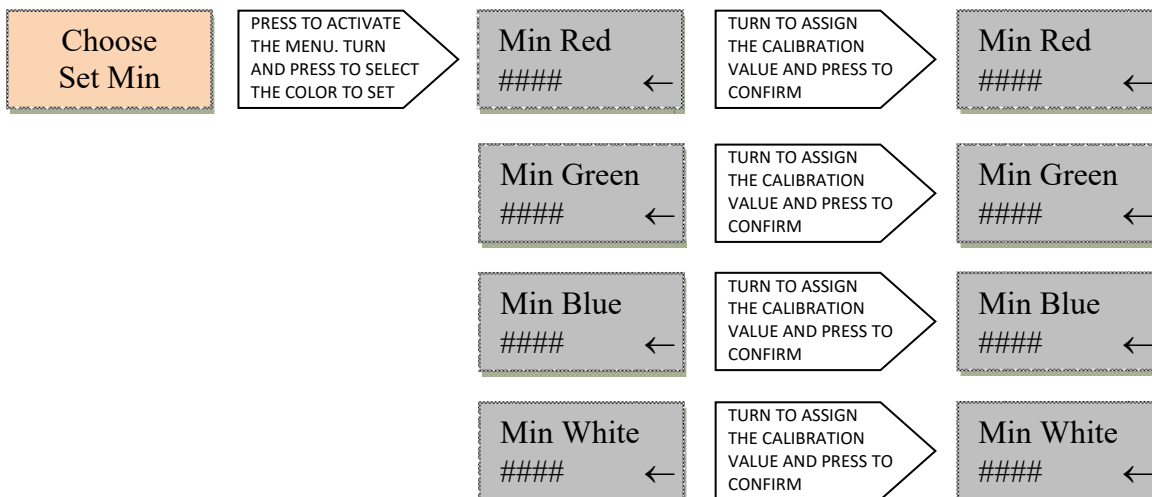 Choose
Set Min
PRESS TO ACTIVATE
THE MENU. TURN
AND PRESS TO SELECT
THE COLOR TO SET
Min Red
#### ←
TURN TO ASSIGN
THE CALIBRATION
VALUE AND PRESS TO
CONFIRM
Min Red
#### ←
Min Green
#### ←
TURN TO ASSIGN
THE CALIBRATION
VALUE AND PRESS TO
CONFIRM
Min Green
#### ←
Min Blue
#### ←
TURN TO ASSIGN
THE CALIBRATION
VALUE AND PRESS TO
CONFIRM
Min Blue
#### ←
Min White
#### ←
TURN TO ASSIGN
THE CALIBRATION
VALUE AND PRESS TO
CONFIRM
Min White
#### ←